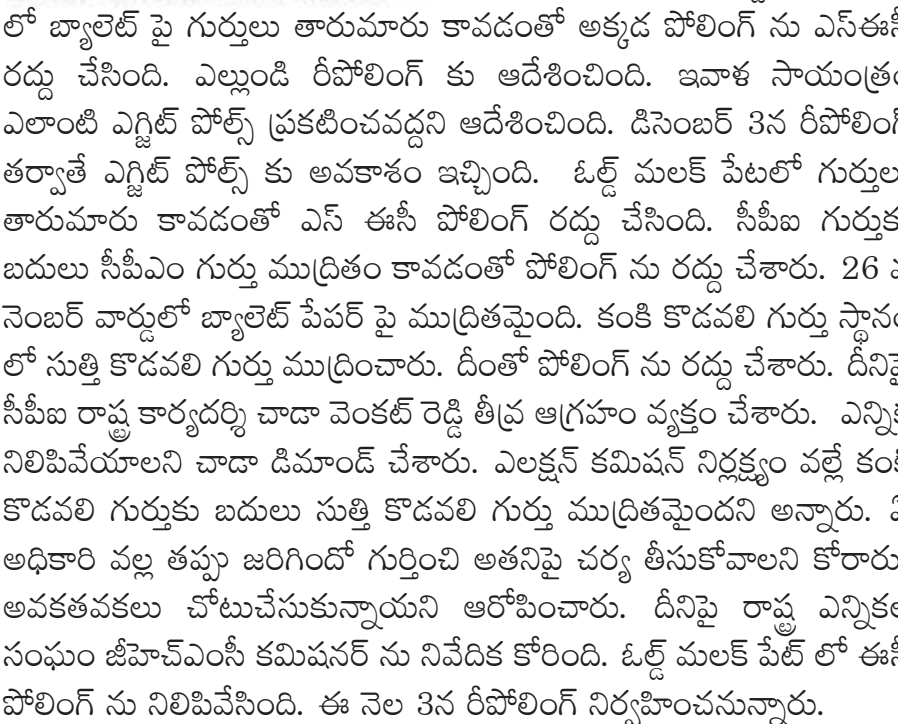 లో బ్యాలెట్ పై గుర్తులు తారుమారు కావడంతో అక్కడ పోలింగ్ ను ఎస్ఈసీ
రద్దు చేసింది. ఎల్లుండి రీపోలింగ్ కు ఆదేశించింది. ఇవాళ సాయంత్రం
ఎలాంటి ఎగ్జిట్ పోల్స్ ప్రకటించవద్దని ఆదేశించింది. డిసెంబర్ 3న రీపోలింగ్
తర్వాతే ఎగ్జిట్ పోల్స్ కు అవకాశం ఇచ్చింది. ఓల్డ్ మలక్ పేటలో గుర్తులు
తారుమారు కావడంతో ఎస్ ఈసీ పోలింగ్ రద్దు చేసింది. సీపీఐ గుర్తుకు
బదులు సీపీఎం గుర్తు ముద్రితం కావడంతో పోలింగ్ ను రద్దు చేశారు. 26
నెంబర్ వార్డులో బ్యాలెట్ పేపర్ పై ముద్రితమైంది. కంకి కొడవలి గుర్తు స్థానం
లో సుత్తి కొడవలి గుర్తు ముద్రించారు. దీంతో పోలింగ్ ను రద్దు చేశారు. దీనిపై
సీపీఐ రాష్ట్ర కార్యదర్శి చాడా వెంకట్ రెడ్డి తీవ్ర ఆగ్రహం వ్యక్తం చేశారు. ఎన్నిక
నిలిపివేయాలని చాడా డిమాండ్ చేశారు. ఎలక్షన్ కమిషన్ నిర్లక్ష్యం వల్లే కంకి
కొడవలి గుర్తుకు బదులు సుత్తి కొడవలి గుర్తు ముద్రితమైందని అన్నారు.
అధికారి వల్ల తప్పు జరిగిందో గుర్తించి అతనిపై చర్య తీసుకోవాలని కోరారు.
అవకతవకలు చోటుచేసుకున్నాయని ఆరోపించారు. దీనిపై రాష్ట్ర ఎన్నికల
సంఘం జీహెచ్ఎంసీ కమిషనర్ ను నివేదిక కోరింది. ఓల్డ్ మలక్ పేట్ లో ఈసీ
పోలింగ్ ను నిలిపివేసింది. ఈ నెల 3న రీపోలింగ్ నిర్వహించనున్నారు.